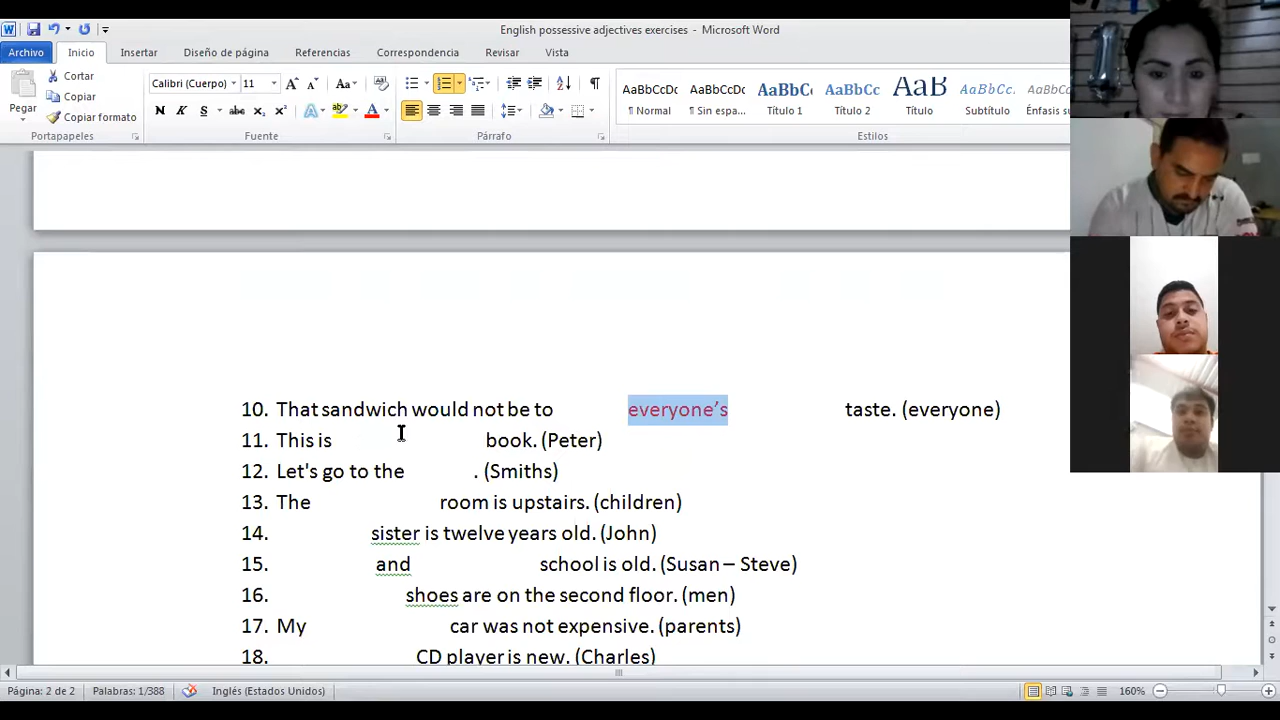 English possessive adjectives exercises - Microsoft Word
Archivo Inicio Insertar Diseño de página Referencias Correspondencia Revisar Vista
Pegar
Cortar
Copiar
Copiar formato
Portapapeles
Calibri (Cuerpo) 11
N K S abc x₂ x²
Fuente
Párrafo
AaBbCcDc AaBbCcDc AaBbC AaBbCc AaB AaBbCc. AaBbCc
¶ Normal ¶ Sin espa... Título 1 Título 2 Título Subtítulo Énfasis su
Estilos
10. That sandwich would not be to everyone’s taste. (everyone)
11. This is book. (Peter)
12. Let's go to the . (Smiths)
13. The room is upstairs. (children)
14. sister is twelve years old. (John)
15. and school is old. (Susan – Steve)
16. shoes are on the second floor. (men)
17. My car was not expensive. (parents)
18. CD player is new. (Charles)
Página: 2 de 2 Palabras: 1/388 Inglés (Estados Unidos) 160%